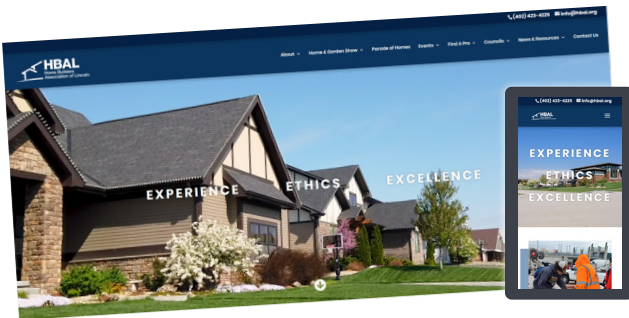 (402) 423-4225 info@hbal.org
HBAL
Home Builders
Association of Lincoln
About Home & Garden Show Parade of Homes Events Find A Pro Councils News & Resources Contact Us
EXPERIENCE ETHICS EXCELLENCE
(402) 423-4225 info@hbal.org
HBAL
EXPERIENCE
ETHICS
EXCELLENCE